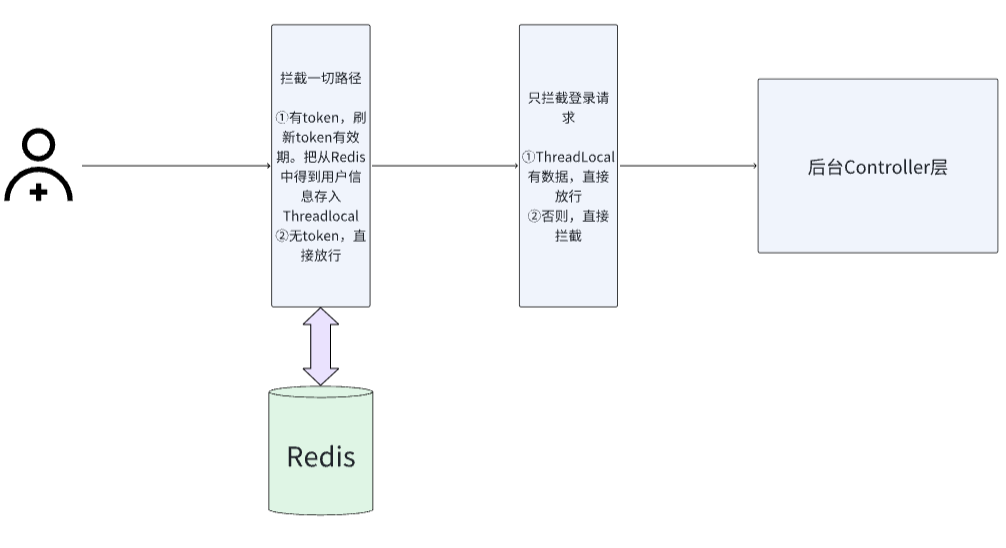 拦截一切路径
①有token，刷
新token有效
期。把从Redis
中得到用户信
息存入
Threadlocal
②无token，直
接放行
只拦截登录请
求
①ThreadLocal
有数据，直接
放行
②否则，直接
拦截
后台Controller层
Redis